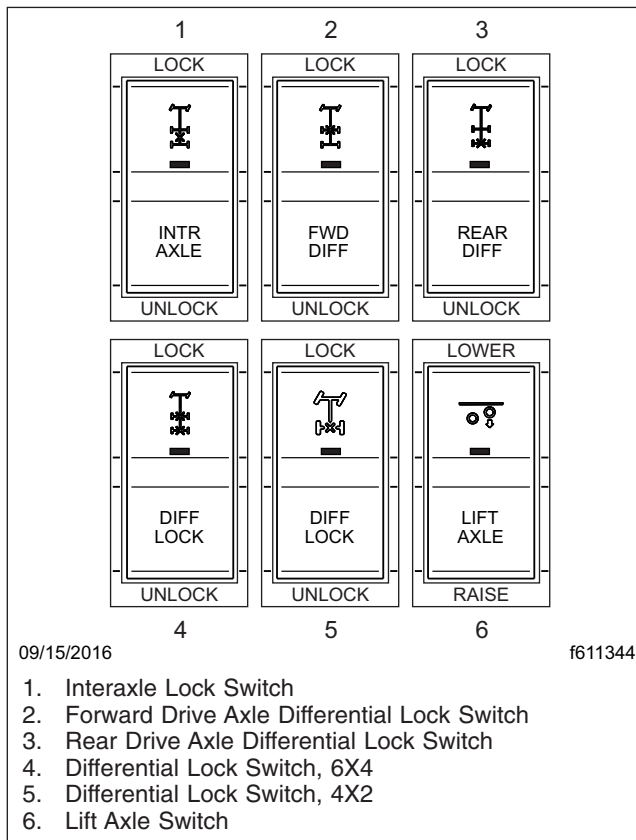 1 2 3
LOCK LOCK LOCK
INTR FWD REAR
AXLE DIFF DIFF
UNLOCK UNLOCK UNLOCK
LOCK LOCK LOWER
DIFF DIFF LIFT
LOCK LOCK AXLE
UNLOCK UNLOCK RAISE
4 5 6
09/15/2016 f611344
1. Interaxle Lock Switch
2. Forward Drive Axle Differential Lock Switch
3. Rear Drive Axle Differential Lock Switch
4. Differential Lock Switch, 6X4
5. Differential Lock Switch, 4X2
6. Lift Axle Switch